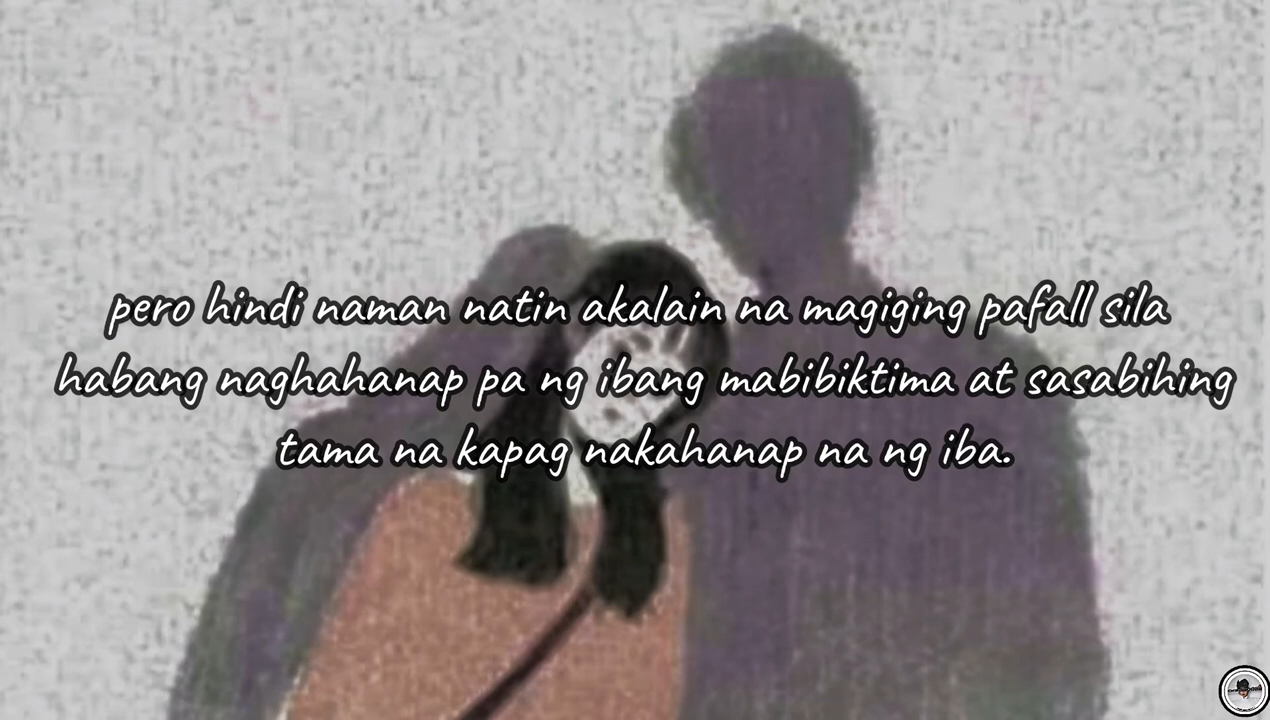 pero hindi naman natin akalain na magiging pafall sila
habang naghahanap pa ng ibang mabibiktima at sasabihing
tama na kapag nakahanap na ng iba.